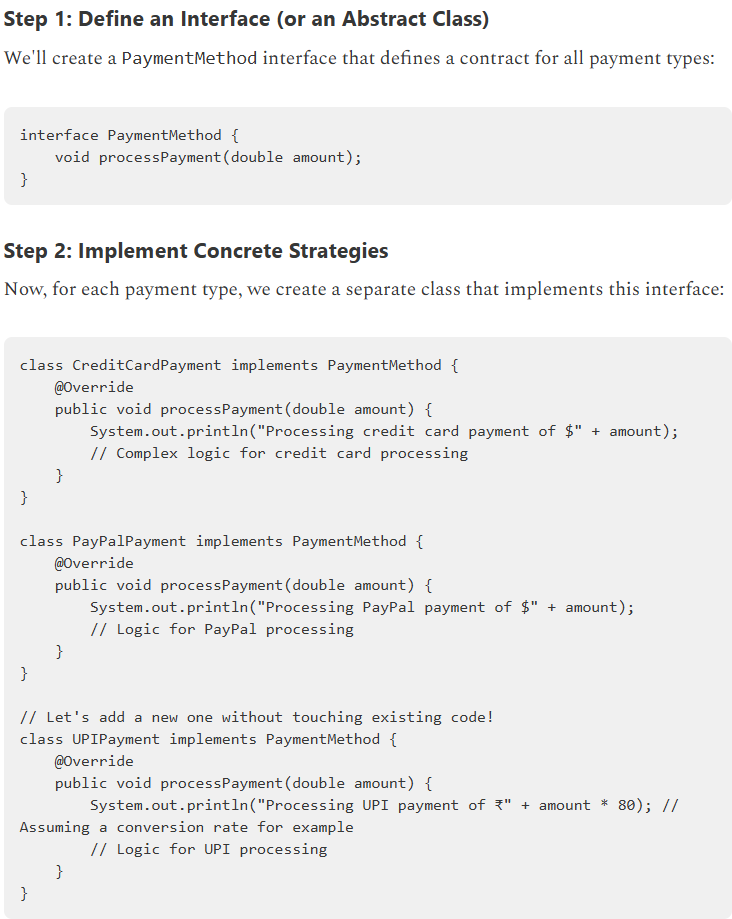 Step 1: Define an Interface (or an Abstract Class)
We'll create a PaymentMethod interface that defines a contract for all payment types:
interface PaymentMethod {
    void processPayment(double amount);
}
Step 2: Implement Concrete Strategies
Now, for each payment type, we create a separate class that implements this interface:
class CreditCardPayment implements PaymentMethod {
    @Override
    public void processPayment(double amount) {
        System.out.println("Processing credit card payment of $" + amount);
        // Complex logic for credit card processing
    }
}
class PayPalPayment implements PaymentMethod {
    @Override
    public void processPayment(double amount) {
        System.out.println("Processing PayPal payment of $" + amount);
        // Logic for PayPal processing
    }
}
// Let's add a new one without touching existing code!
class UPIPayment implements PaymentMethod {
    @Override
    public void processPayment(double amount) {
        System.out.println("Processing UPI payment of ₹" + amount * 80); //
Assuming a conversion rate for example
        // Logic for UPI processing
    }
}